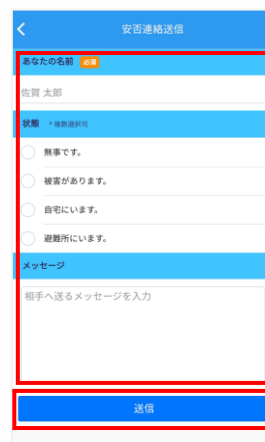 安否連絡送信
あなたの名前 必須
佐賀 太郎
状態 *複数選択可
無事です。
被害があります。
自宅にいます。
避難所にいます。
メッセージ
相手へ送るメッセージを入力
送信